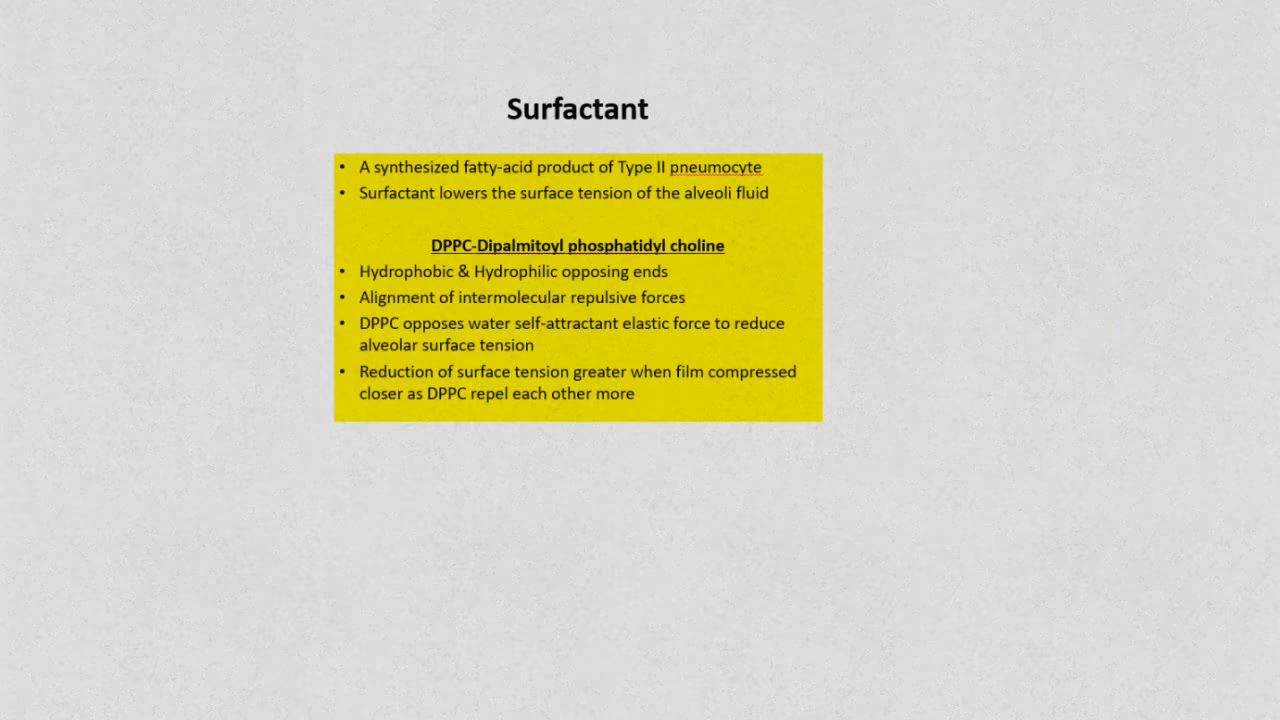 Surfactant
• A synthesized fatty-acid product of Type II pneumocyte
• Surfactant lowers the surface tension of the alveoli fluid
DPPC-Dipalmitoyl phosphatidyl choline
• Hydrophobic & Hydrophilic opposing ends
• Alignment of intermolecular repulsive forces
• DPPC opposes water self-attractant elastic force to reduce
alveolar surface tension
• Reduction of surface tension greater when film compressed
closer as DPPC repel each other more